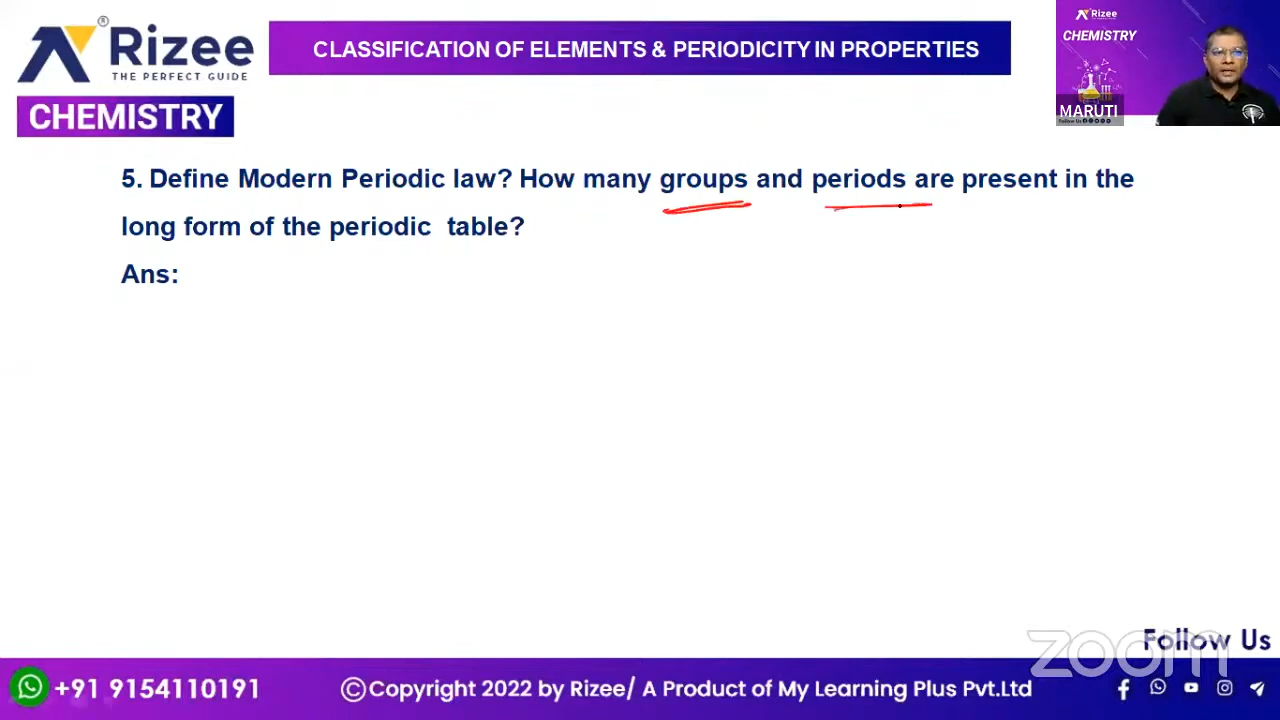 Rizee®
THE PERFECT GUIDE
CLASSIFICATION OF ELEMENTS & PERIODICITY IN PROPERTIES
Rizee
CHEMISTRY
MARUTI
CHEMISTRY
5. Define Modern Periodic law? How many groups and periods are present in the
long form of the periodic table?
Ans:
Follow Us
zoom
+91 9154110191
©Copyright 2022 by Rizee/ A Product of My Learning Plus Pvt.Ltd